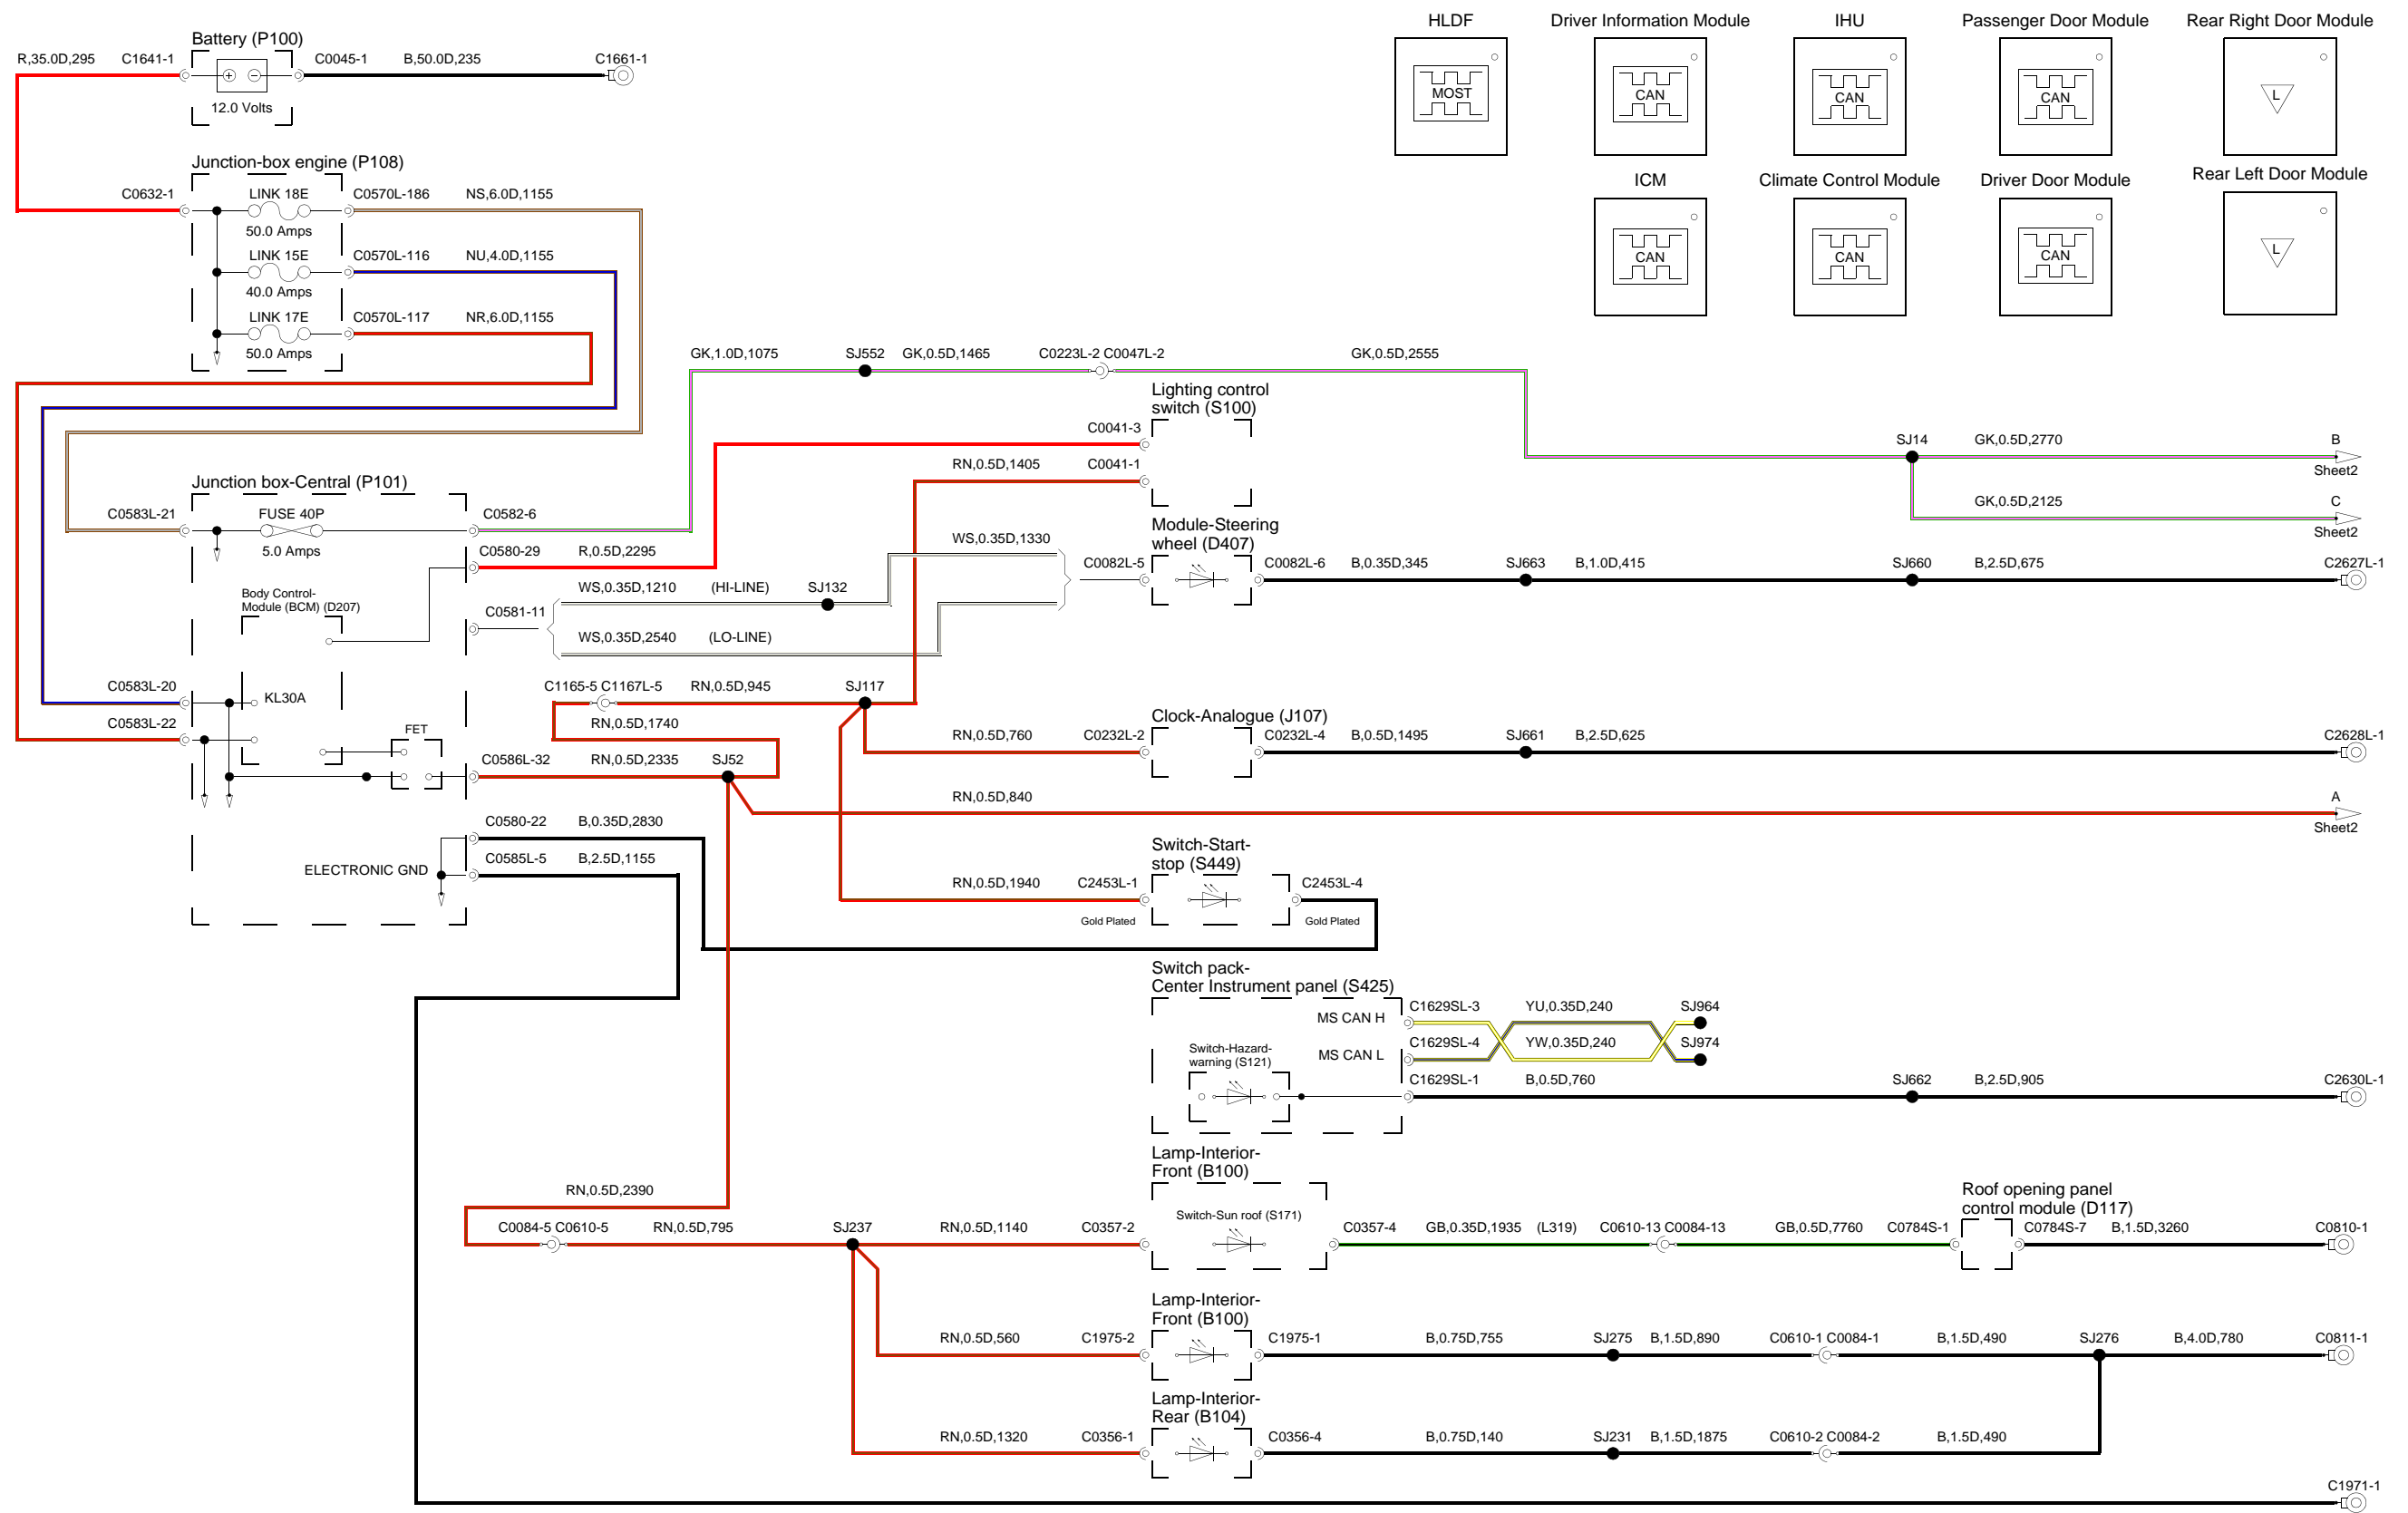 HLDF
Driver Information Module
IHU
Passenger Door Module
Rear Right Door Module
MOST
CAN
CAN
CAN
L
ICM
Climate Control Module
Driver Door Module
Rear Left Door Module
CAN
CAN
CAN
L
Battery (P100)
R,35.0D,295
C1641-1
C0045-1
B,50.0D,235
C1661-1
+
−
12.0 Volts
Junction-box engine (P108)
C0632-1
LINK 18E
C0570L-186
NS,6.0D,1155
50.0 Amps
LINK 15E
C0570L-116
NU,4.0D,1155
40.0 Amps
LINK 17E
C0570L-117
NR,6.0D,1155
50.0 Amps
GK,1.0D,1075
SJ552
GK,0.5D,1465
C0223L-2 C0047L-2
GK,0.5D,2555
Lighting control
switch (S100)
C0041-3
RN,0.5D,1405
C0041-1
SJ14
GK,0.5D,2770
B
Sheet2
GK,0.5D,2125
C
Sheet2
Junction box-Central (P101)
C0583L-21
FUSE 40P
C0582-6
5.0 Amps
C0580-29
R,0.5D,2295
Module-Steering
wheel (D407)
WS,0.35D,1330
C0082L-5
C0082L-6
B,0.35D,345
SJ663
B,1.0D,415
SJ660
B,2.5D,675
C2627L-1
WS,0.35D,1210
(HI-LINE)
SJ132
Body Control-
Module (BCM) (D207)
C0581-11
WS,0.35D,2540
(LO-LINE)
C0583L-20
KL30A
C1165-5 C1167L-5
RN,0.5D,945
SJ117
C0583L-22
RN,0.5D,1740
FET
Clock-Analogue (J107)
RN,0.5D,760
C0232L-2
C0232L-4
B,0.5D,1495
SJ661
B,2.5D,625
C2628L-1
C0586L-32
RN,0.5D,2335
SJ52
RN,0.5D,840
A
Sheet2
C0580-22
B,0.35D,2830
ELECTRONIC GND
C0585L-5
B,2.5D,1155
Switch-Start-
stop (S449)
RN,0.5D,1940
C2453L-1
C2453L-4
Gold Plated
Gold Plated
Switch pack-
Center Instrument panel (S425)
MS CAN H
C1629SL-3
YU,0.35D,240
SJ964
Switch-Hazard-
warning (S121)
MS CAN L
C1629SL-4
YW,0.35D,240
SJ974
C1629SL-1
B,0.5D,760
SJ662
B,2.5D,905
C2630L-1
Lamp-Interior-
Front (B100)
RN,0.5D,2390
C0084-5 C0610-5
RN,0.5D,795
SJ237
RN,0.5D,1140
C0357-2
Switch-Sun roof (S171)
C0357-4
GB,0.35D,1935
(L319)
C0610-13 C0084-13
GB,0.5D,7760
C0784S-1
Roof opening panel
control module (D117)
C0784S-7
B,1.5D,3260
C0810-1
Lamp-Interior-
Front (B100)
RN,0.5D,560
C1975-2
C1975-1
B,0.75D,755
SJ275
B,1.5D,890
C0610-1 C0084-1
B,1.5D,490
SJ276
B,4.0D,780
C0811-1
Lamp-Interior-
Rear (B104)
RN,0.5D,1320
C0356-1
C0356-4
B,0.75D,140
SJ231
B,1.5D,1875
C0610-2 C0084-2
B,1.5D,490
C1971-1